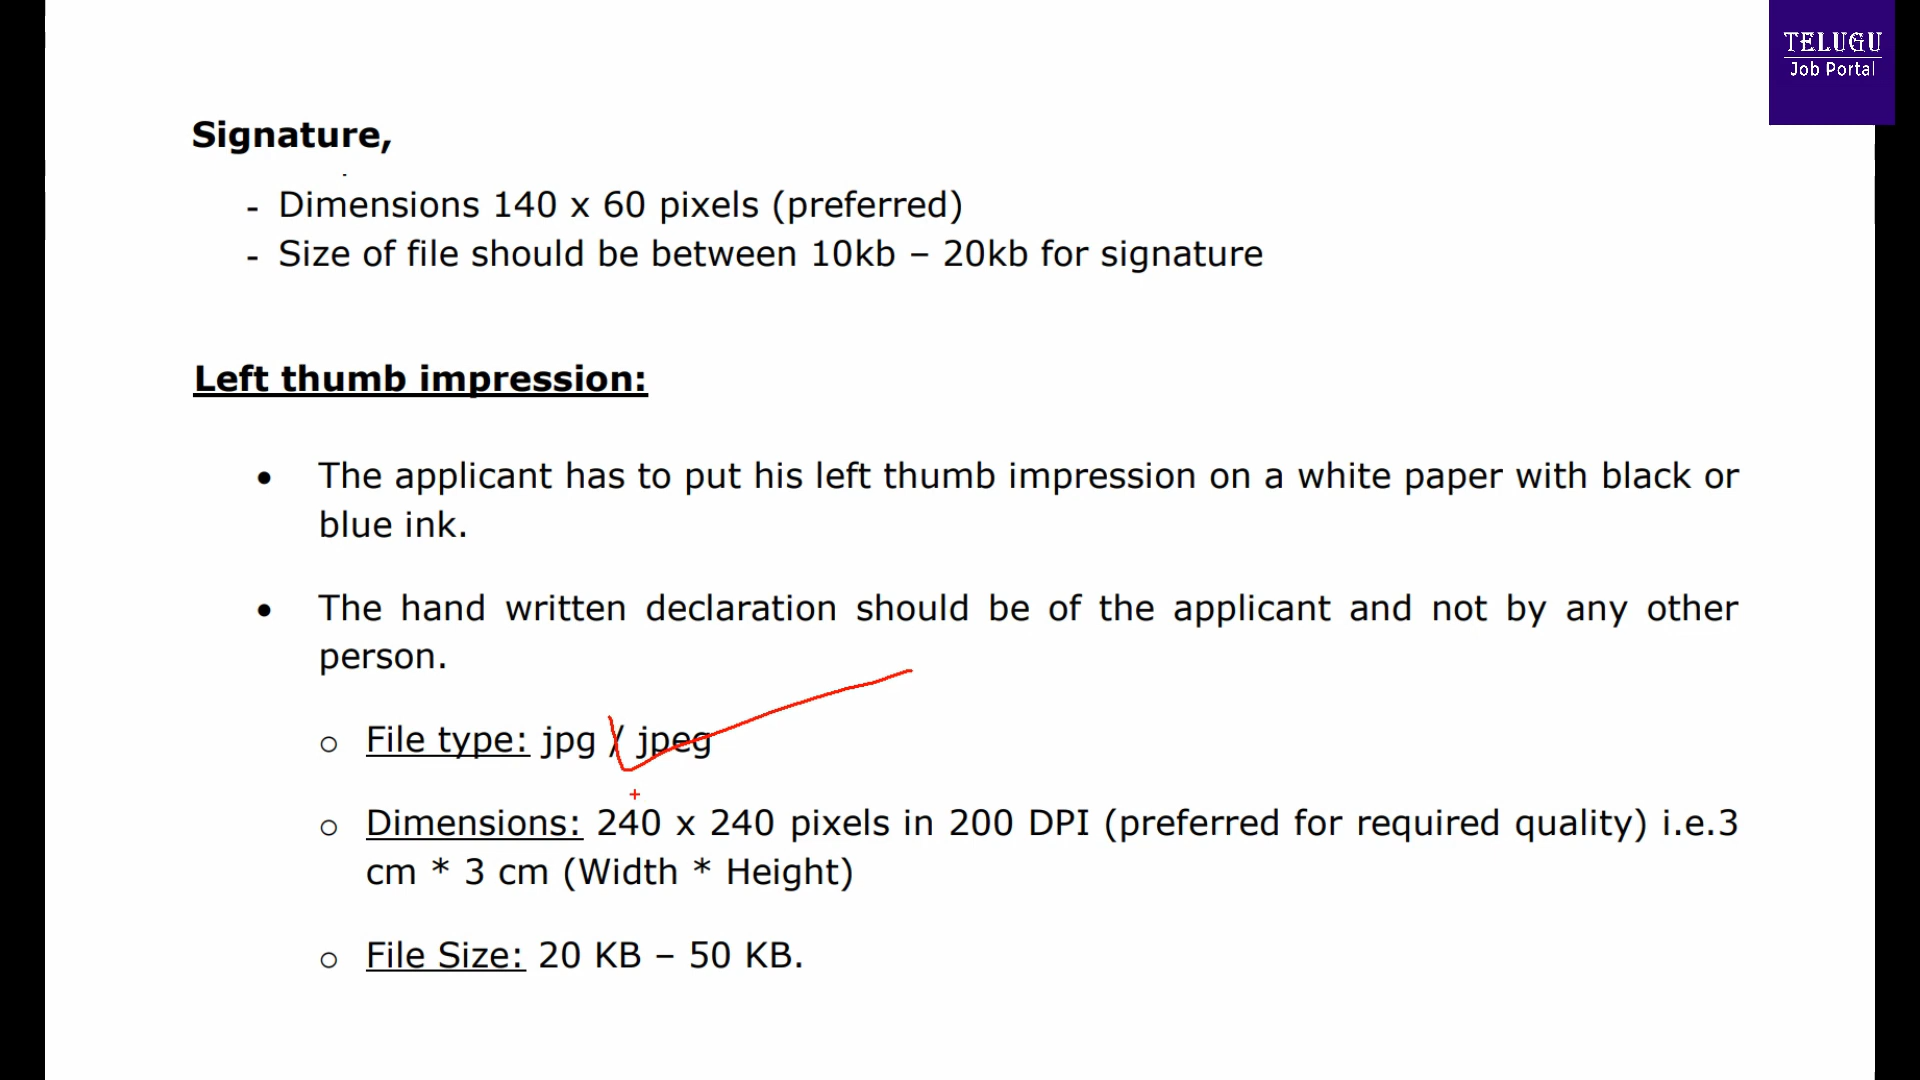 TELUGU
Job Portal
Signature,
- Dimensions 140 x 60 pixels (preferred)
- Size of file should be between 10kb – 20kb for signature
Left thumb impression:
• The applicant has to put his left thumb impression on a white paper with black or
blue ink.
• The hand written declaration should be of the applicant and not by any other
person.
o File type: jpg / jpeg
o Dimensions: 240 x 240 pixels in 200 DPI (preferred for required quality) i.e.3
cm * 3 cm (Width * Height)
o File Size: 20 KB – 50 KB.